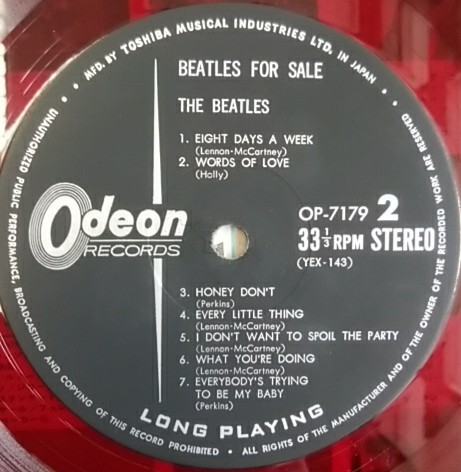 MFD. BY TOSHIBA MUSICAL INDUSTRIES LTD. IN JAPAN
BEATLES FOR SALE
THE BEATLES
1. EIGHT DAYS A WEEK
(Lennon-McCartney)
2. WORDS OF LOVE
(Holly)
Odeon
RECORDS
OP-7179 2
33⅓ RPM STEREO
(YEX-143)
3. HONEY DON'T
(Perkins)
4. EVERY LITTLE THING
(Lennon-McCartney)
5. I DON'T WANT TO SPOIL THE PARTY
(Lennon-McCartney)
6. WHAT YOU'RE DOING
(Lennon-McCartney)
7. EVERYBODY'S TRYING
TO BE MY BABY
(Perkins)
LONG PLAYING
UNAUTHORIZED PUBLIC PERFORMANCE, BROADCASTING AND COPYING OF THIS RECORD PROHIBITED • ALL RIGHTS OF THE MANUFACTURER AND OF THE OWNER OF THE RECORDED WORK ARE RESERVED